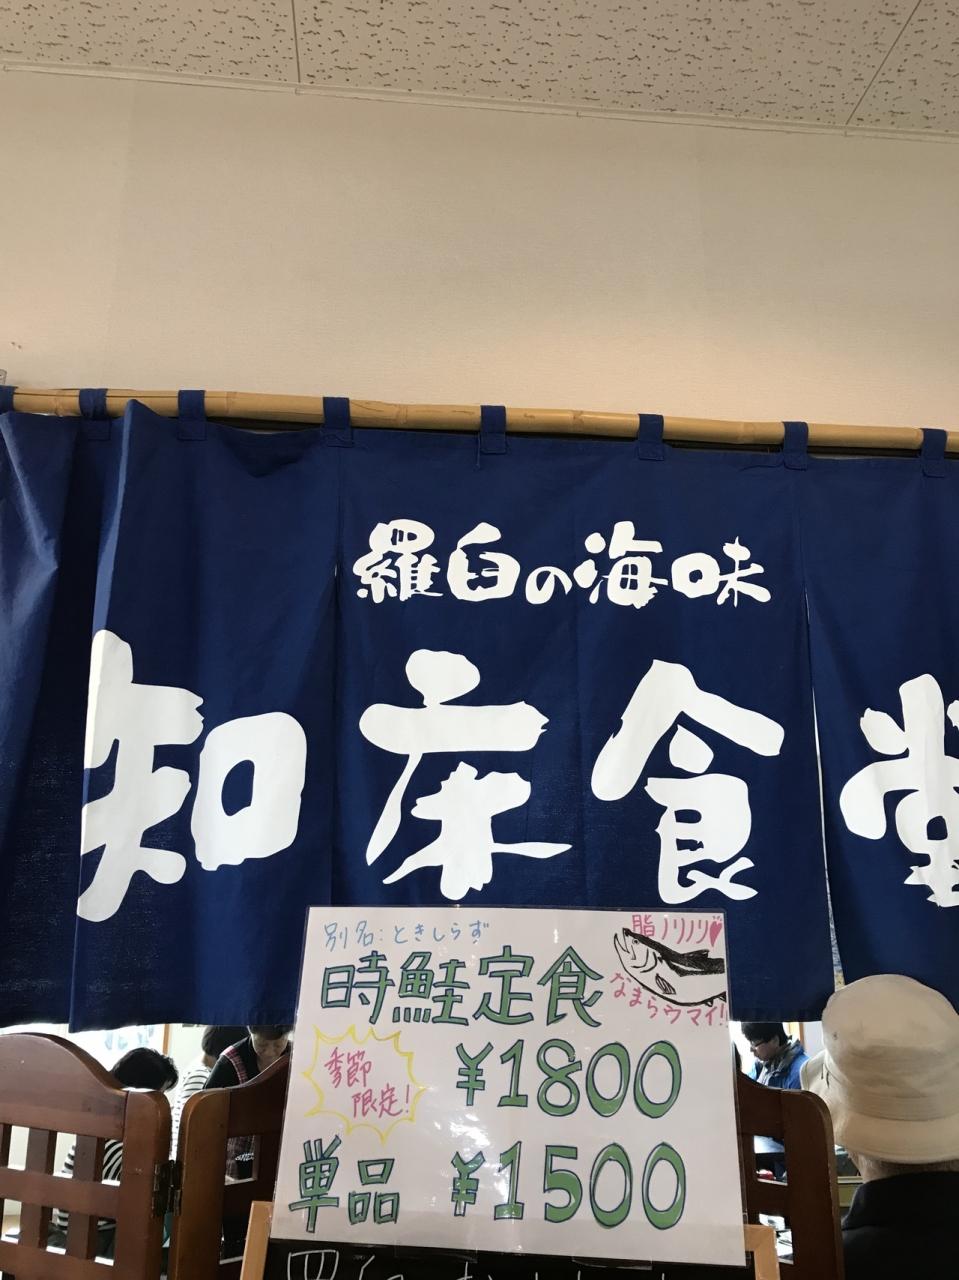 羅臼の海味
知床食堂
別名:ときしらず
脂ノリノリ♥
時鮭定食
なまらウマイ!!
季節
限定!
¥1800
単品 ¥1500